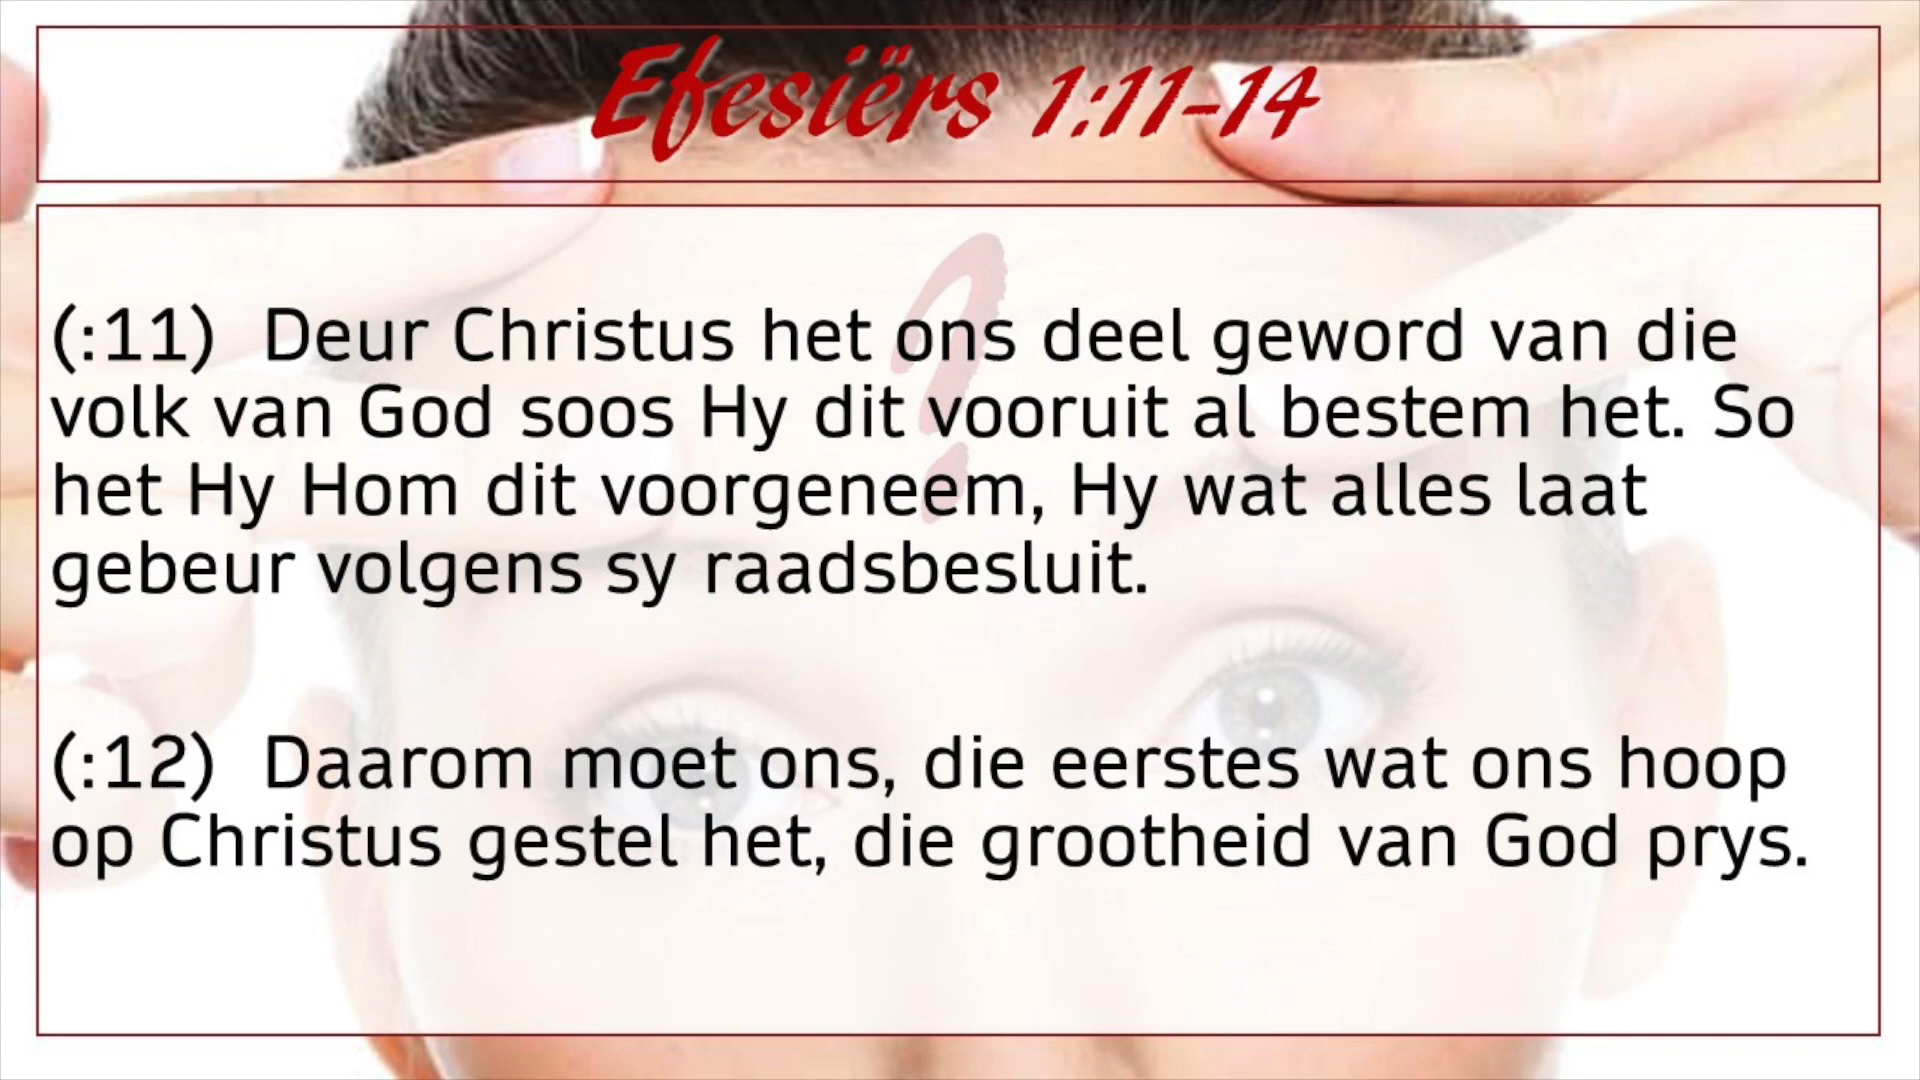 Efesiërs 1:11-14
?
(:11) Deur Christus het ons deel geword van die
volk van God soos Hy dit vooruit al bestem het. So
het Hy Hom dit voorgeneem, Hy wat alles laat
gebeur volgens sy raadsbesluit.
(:12) Daarom moet ons, die eerstes wat ons hoop
op Christus gestel het, die grootheid van God prys.